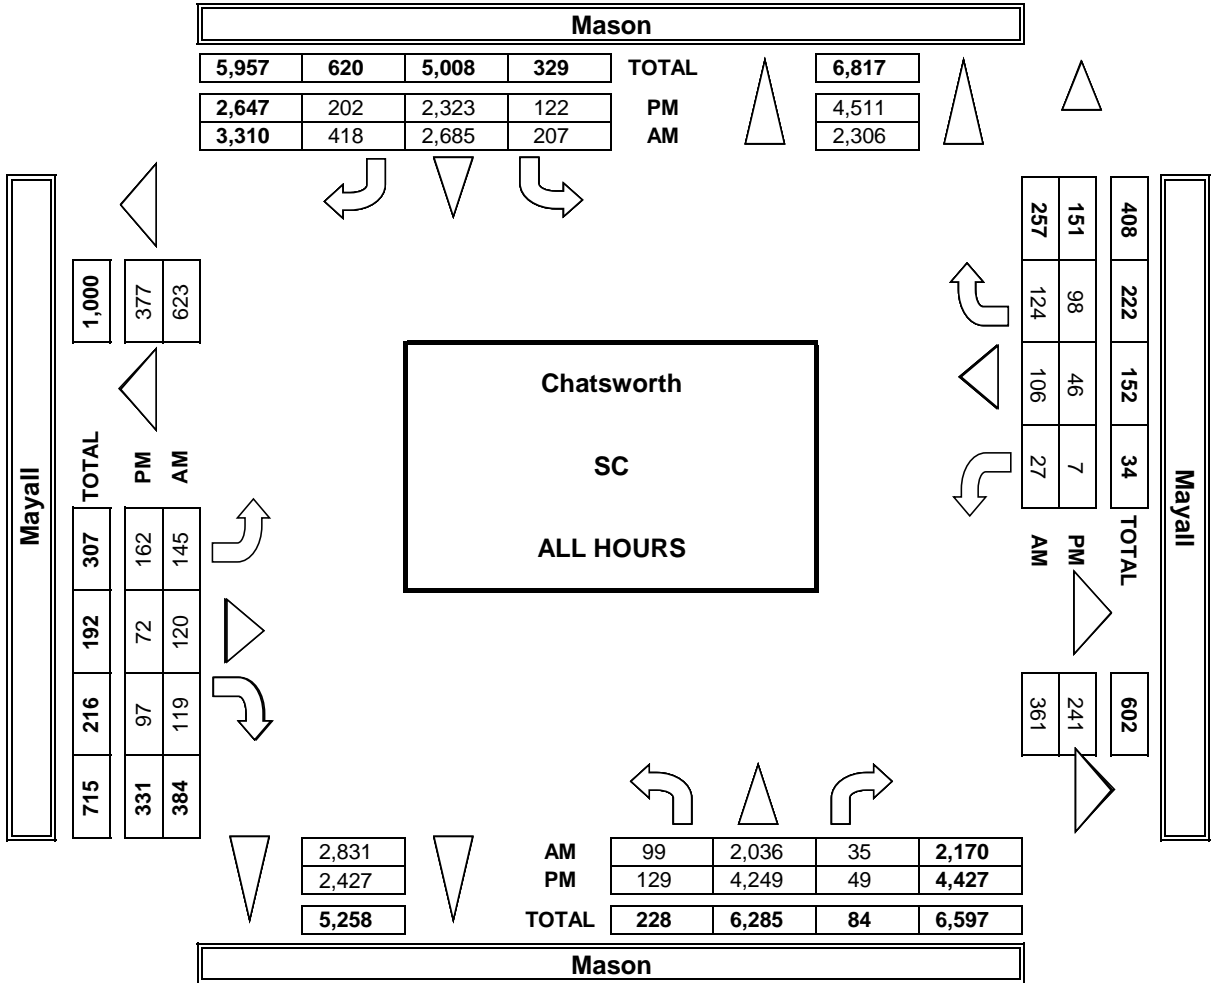 Mason
5,957 620 5,008 329 TOTAL 6,817
2,647 202 2,323 122 PM 4,511
3,310 418 2,685 207 AM 2,306
Mayall
1,000 377 623
TOTAL PM AM
307 162 145
192 72 120
216 97 119
715 331 384
Chatsworth
SC
ALL HOURS
257 151 408
124 98 222
106 46 152
27 7 34
AM PM TOTAL
361 241 602
Mayall
2,831 AM 99 2,036 35 2,170
2,427 PM 129 4,249 49 4,427
5,258 TOTAL 228 6,285 84 6,597
Mason